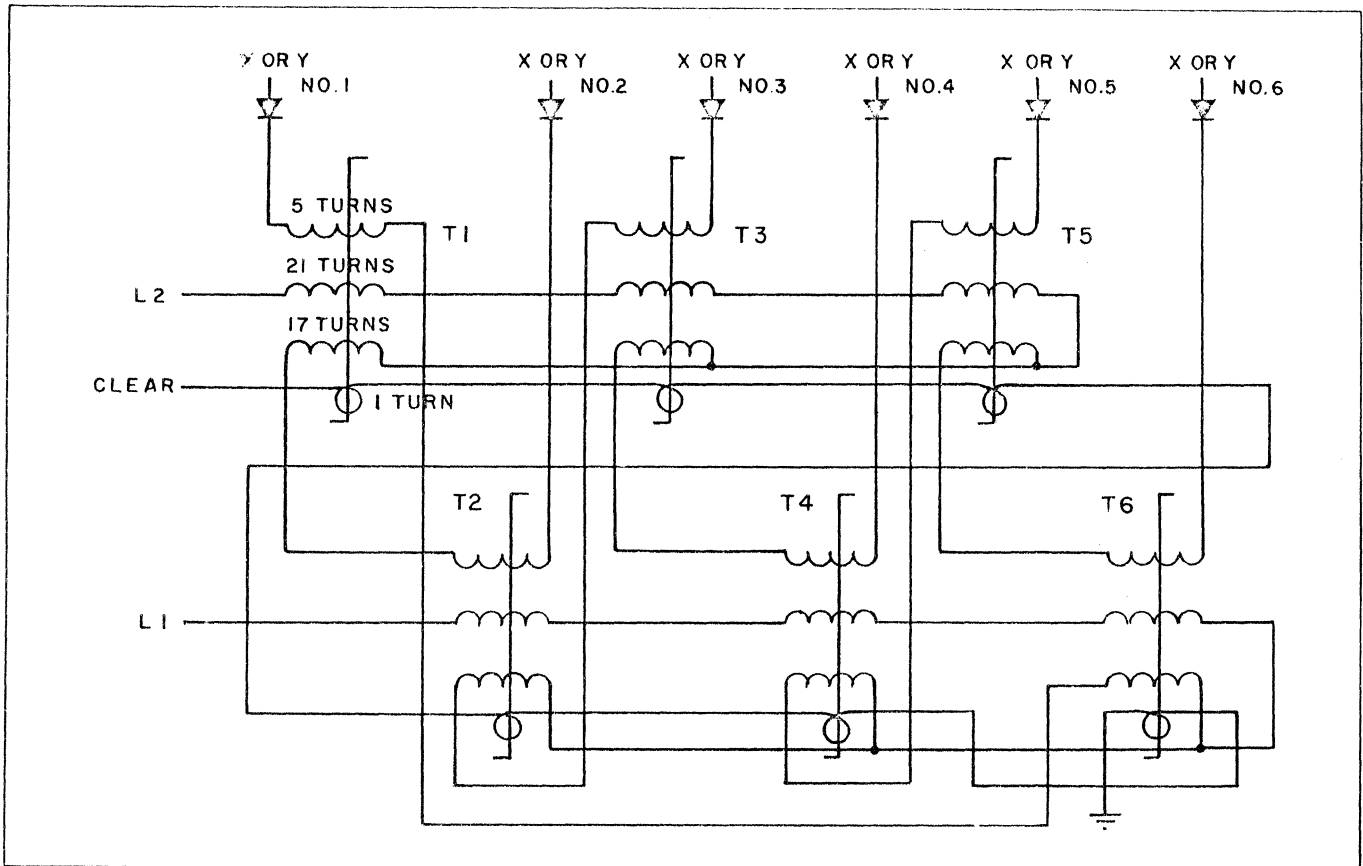 X OR Y
NO.1
X OR Y
NO.2
X OR Y
NO.3
X OR Y
NO.4
X OR Y
NO.5
X OR Y
NO.6
5 TURNS
T1
T3
T5
21 TURNS
L2
17 TURNS
CLEAR
1 TURN
T2
T4
T6
L1